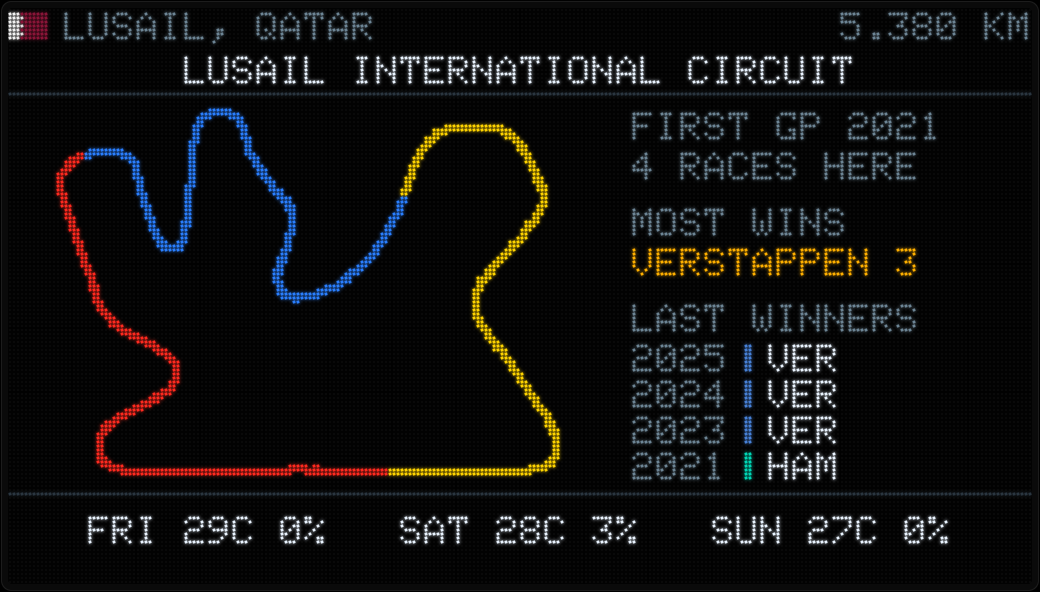 LUSAIL, QATAR
5.380 KM
LUSAIL INTERNATIONAL CIRCUIT
FIRST GP 2021
4 RACES HERE
MOST WINS
VERSTAPPEN 3
LAST WINNERS
2025 VER
2024 VER
2023 VER
2021 HAM
FRI 29C 0% SAT 28C 3% SUN 27C 0%